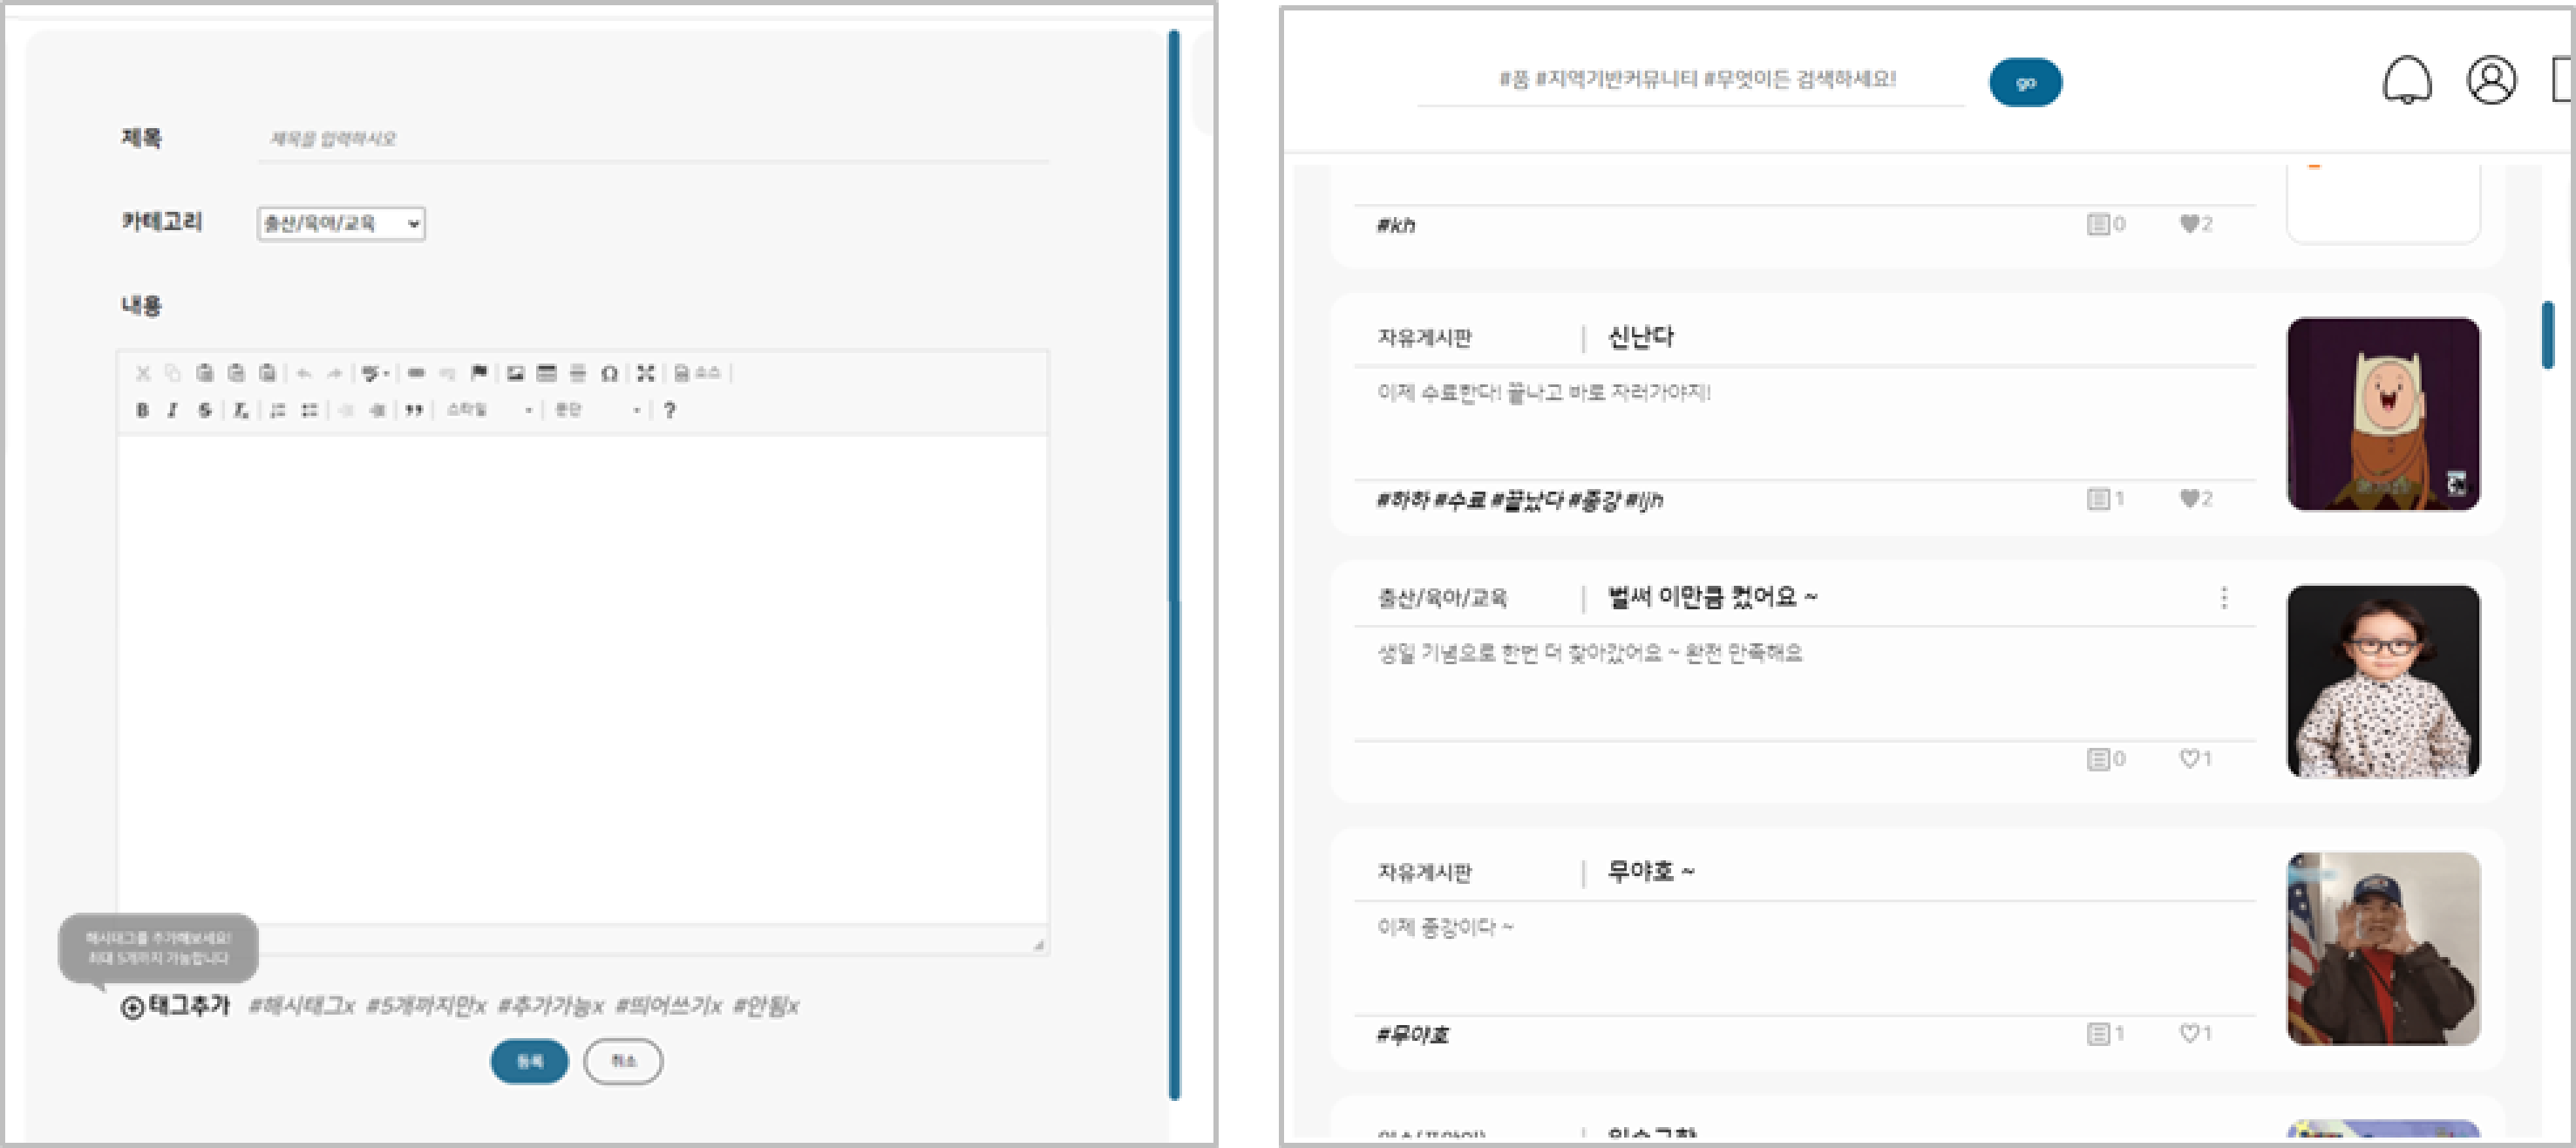 제목 제목을 입력하시오
카테고리 출산/육아/교육
내용
소스
B I S Tx 스타일 문단 ?
해시태그를 추가해보세요!
최대 5개까지 가능합니다
태그추가 #해시태그x #5개까지만x #추가가능x #띄어쓰기x #안됨x
등록 취소
#품 #지역기반커뮤니티 #무엇이든 검색하세요! go
#kh 0 2
자유게시판 신난다
이제 수료한다! 끝나고 바로 자러가야지!
#하하 #수료 #끝났다 #종강 #ljh 1 2
출산/육아/교육 벌써 이만큼 컸어요 ~
생일 기념으로 한번 더 찾아갔어요 ~ 완전 만족해요
0 1
자유게시판 무야호 ~
이제 종강이다 ~
#무야호 1 1